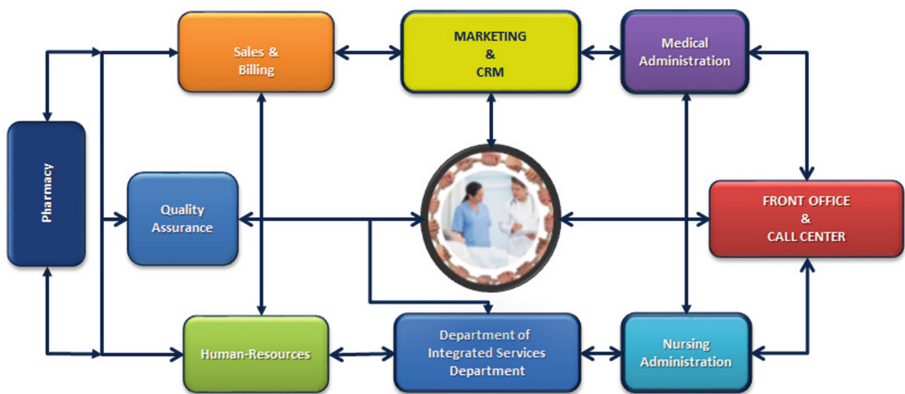 Sales &
Billing
MARKETING
&
CRM
Medical
Administration
Pharmacy
Quality
Assurance
FRONT OFFICE
&
CALL CENTER
Human-Resources
Department of
Integrated Services
Department
Nursing
Administration